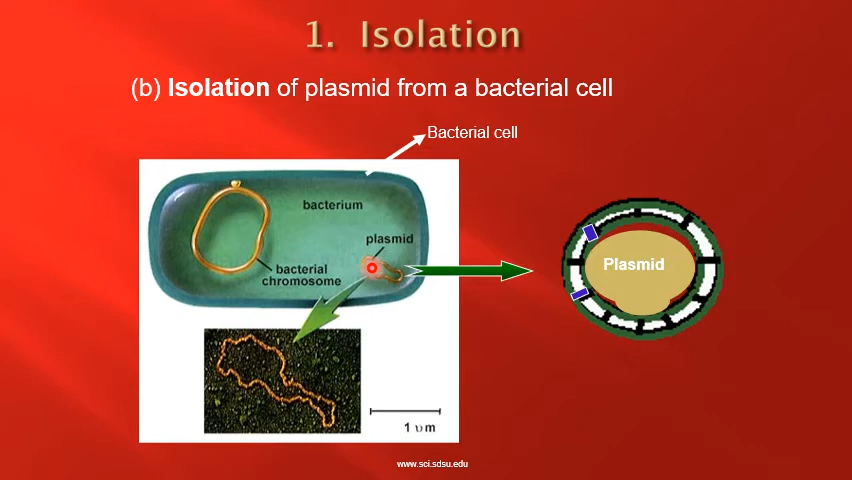 1. Isolation
(b) Isolation of plasmid from a bacterial cell
Bacterial cell
bacterium
plasmid
bacterial
chromosome
Plasmid
1 υm
www.sci.sdsu.edu